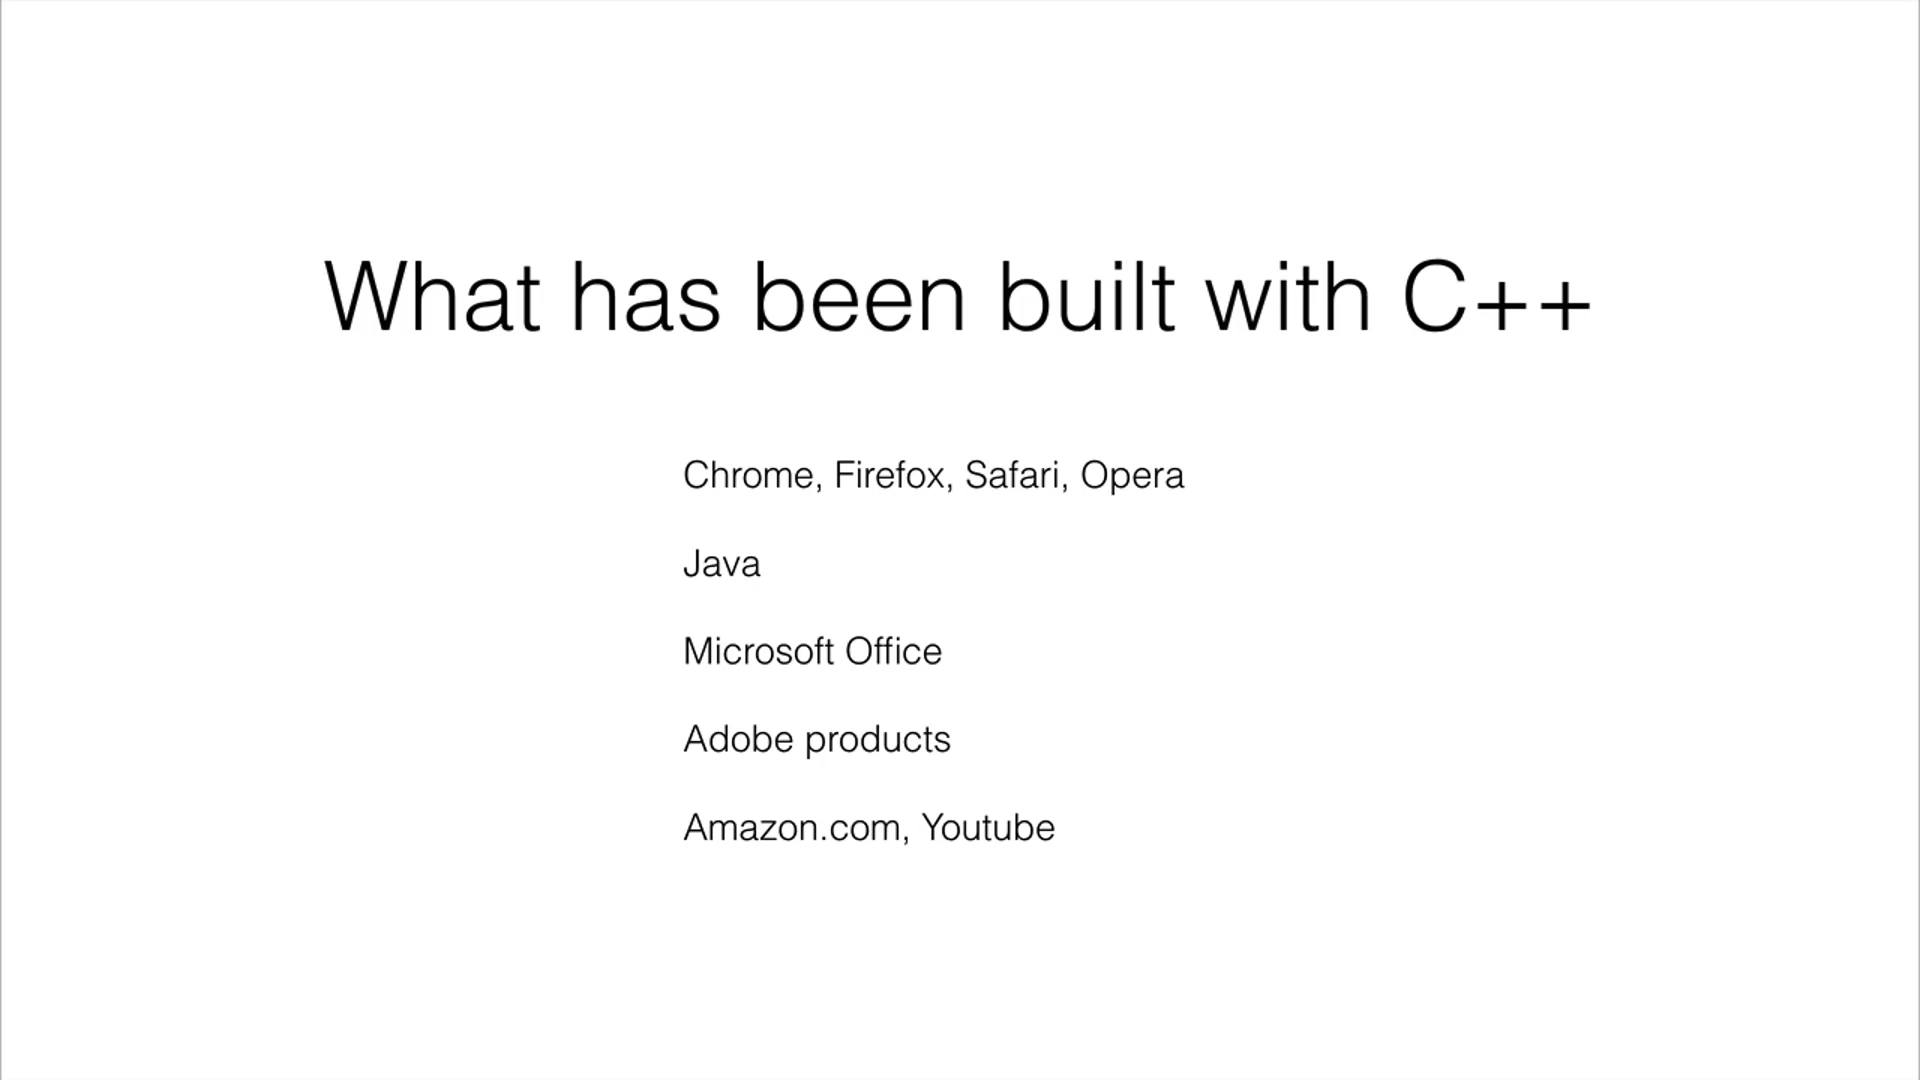 What has been built with C++
Chrome, Firefox, Safari, Opera
Java
Microsoft Office
Adobe products
Amazon.com, Youtube